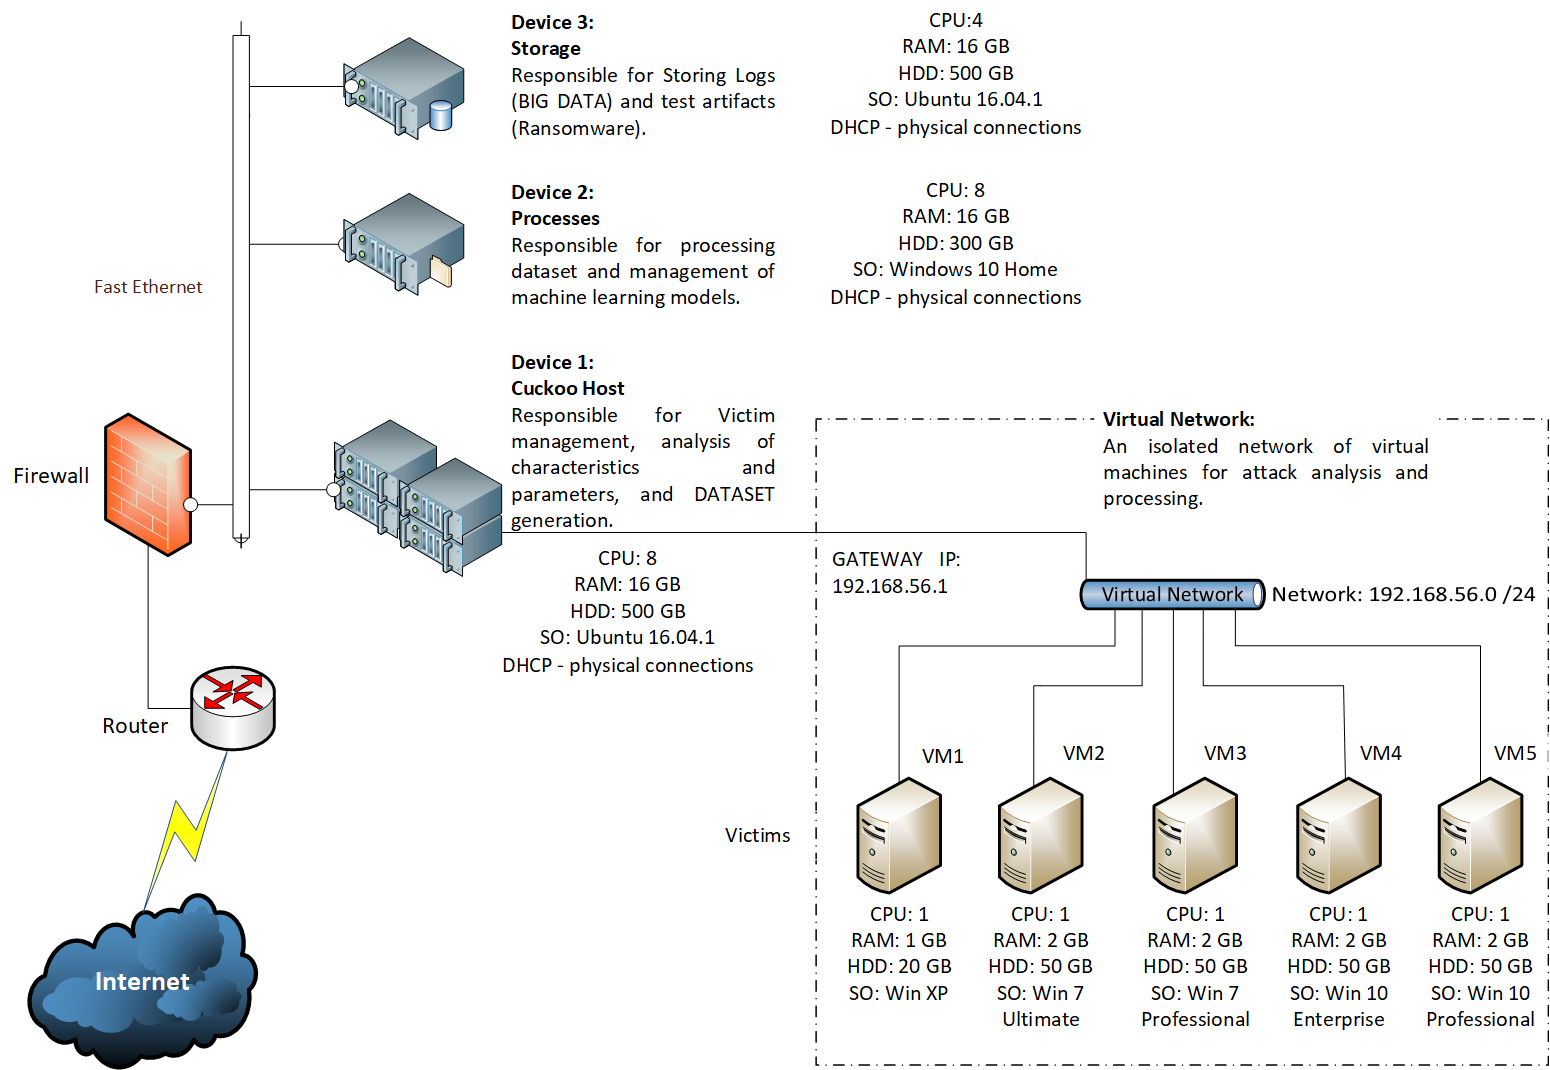 Device 3:
Storage
Responsible for Storing Logs
(BIG DATA) and test artifacts
(Ransomware).
CPU:4
RAM: 16 GB
HDD: 500 GB
SO: Ubuntu 16.04.1
DHCP - physical connections
Device 2:
Processes
Responsible for processing
dataset and management of
machine learning models.
CPU: 8
RAM: 16 GB
HDD: 300 GB
SO: Windows 10 Home
DHCP - physical connections
Fast Ethernet
Device 1:
Cuckoo Host
Responsible for Victim
management, analysis of
characteristics and
parameters, and DATASET
generation.
CPU: 8
RAM: 16 GB
HDD: 500 GB
SO: Ubuntu 16.04.1
DHCP - physical connections
Firewall
Router
Internet
Virtual Network:
An isolated network of virtual
machines for attack analysis and
processing.
GATEWAY IP:
192.168.56.1
Virtual Network
Network: 192.168.56.0 /24
Victims
VM1
CPU: 1
RAM: 1 GB
HDD: 20 GB
SO: Win XP
VM2
CPU: 1
RAM: 2 GB
HDD: 50 GB
SO: Win 7
Ultimate
VM3
CPU: 1
RAM: 2 GB
HDD: 50 GB
SO: Win 7
Professional
VM4
CPU: 1
RAM: 2 GB
HDD: 50 GB
SO: Win 10
Enterprise
VM5
CPU: 1
RAM: 2 GB
HDD: 50 GB
SO: Win 10
Professional